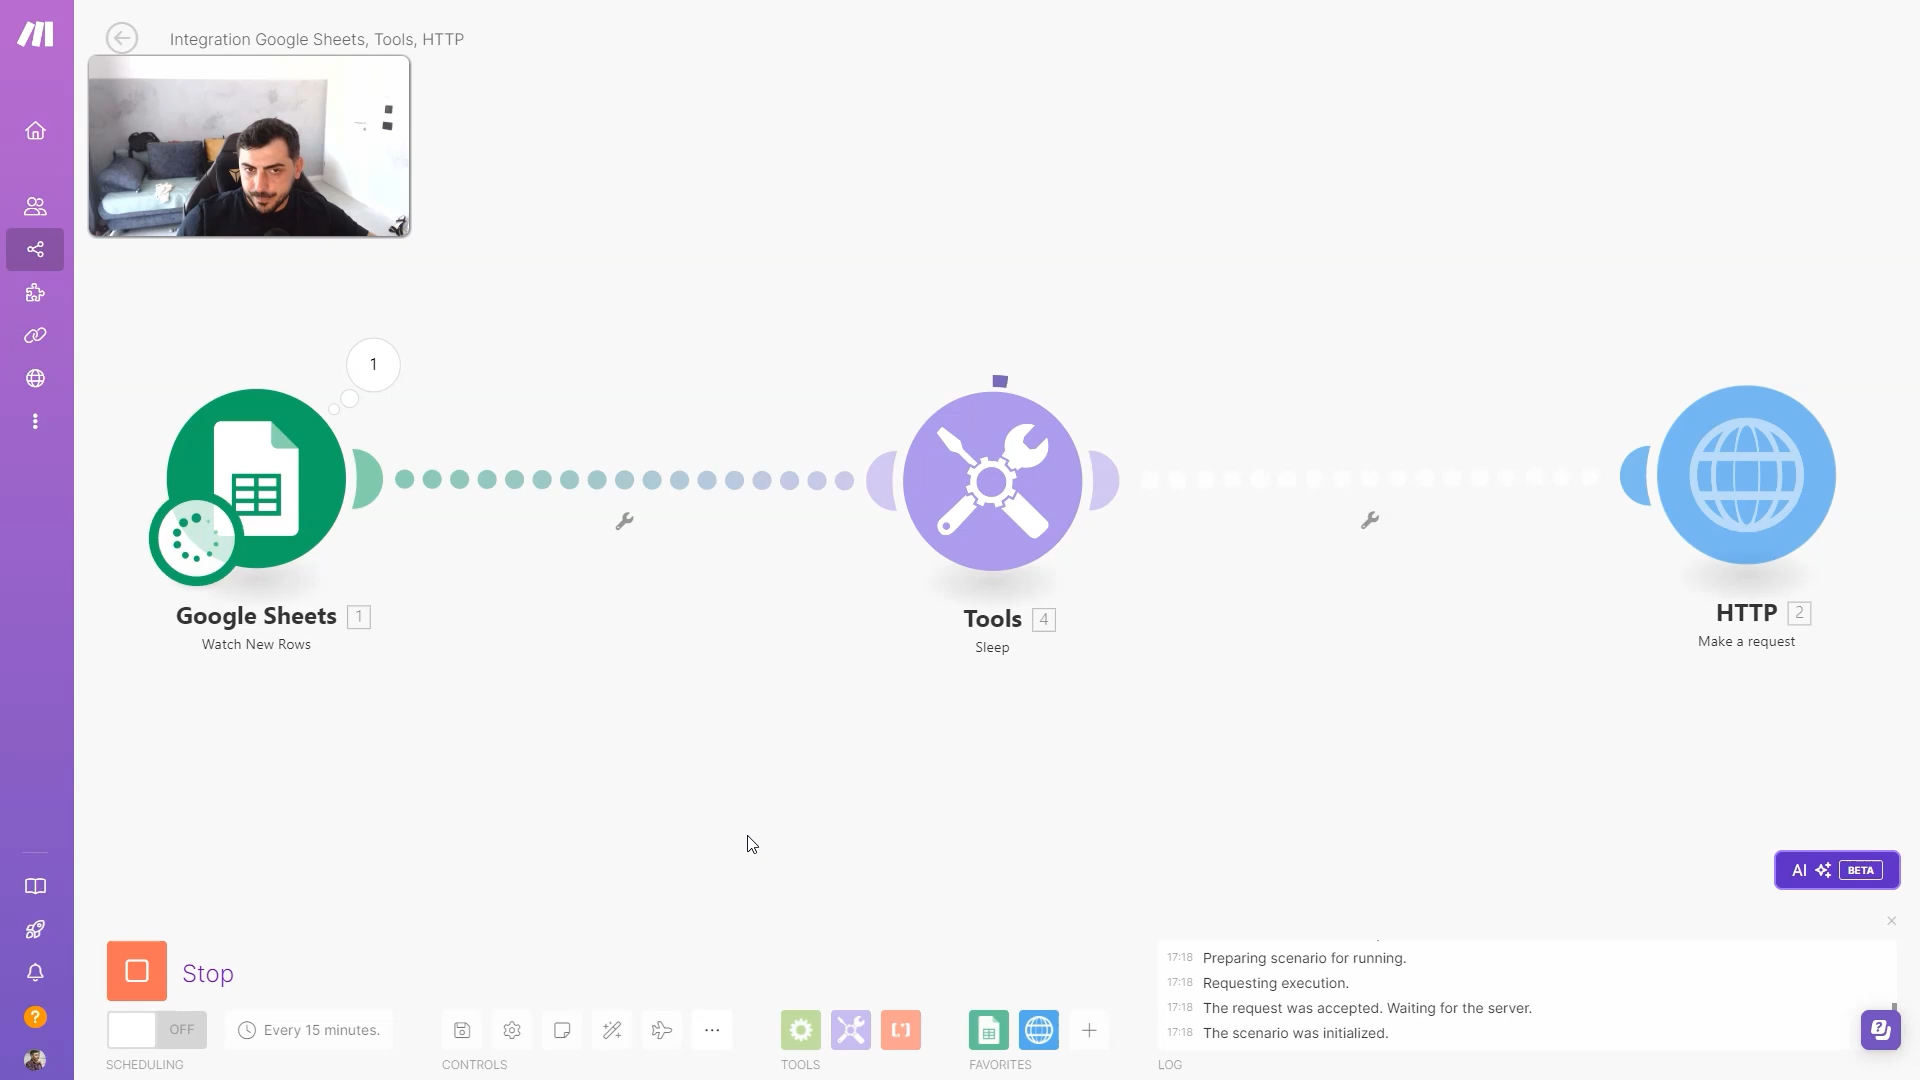 Integration Google Sheets, Tools, HTTP
1
Google Sheets 1
Watch New Rows
Tools 4
Sleep
HTTP 2
Make a request
AI BETA
Stop
17:18 Preparing scenario for running.
17:18 Requesting execution.
17:18 The request was accepted. Waiting for the server.
17:18 The scenario was initialized.
OFF
Every 15 minutes.
SCHEDULING
CONTROLS
TOOLS
FAVORITES
LOG